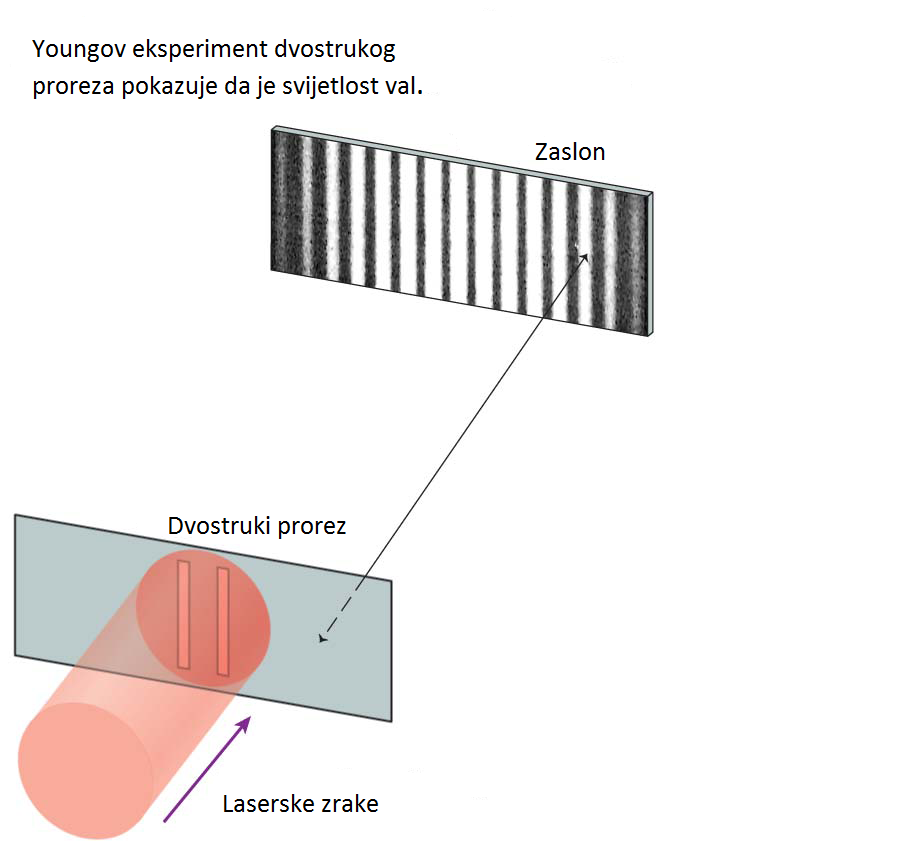 Youngov eksperiment dvostrukog
proreza pokazuje da je svijetlost val.
Zaslon
Dvostruki prorez
Laserske zrake